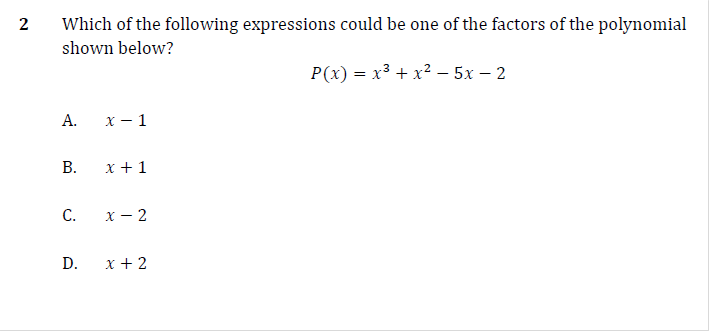 2 Which of the following expressions could be one of the factors of the polynomial
shown below?
P(x) = x³ + x² − 5x − 2
A. x − 1
B. x + 1
C. x − 2
D. x + 2